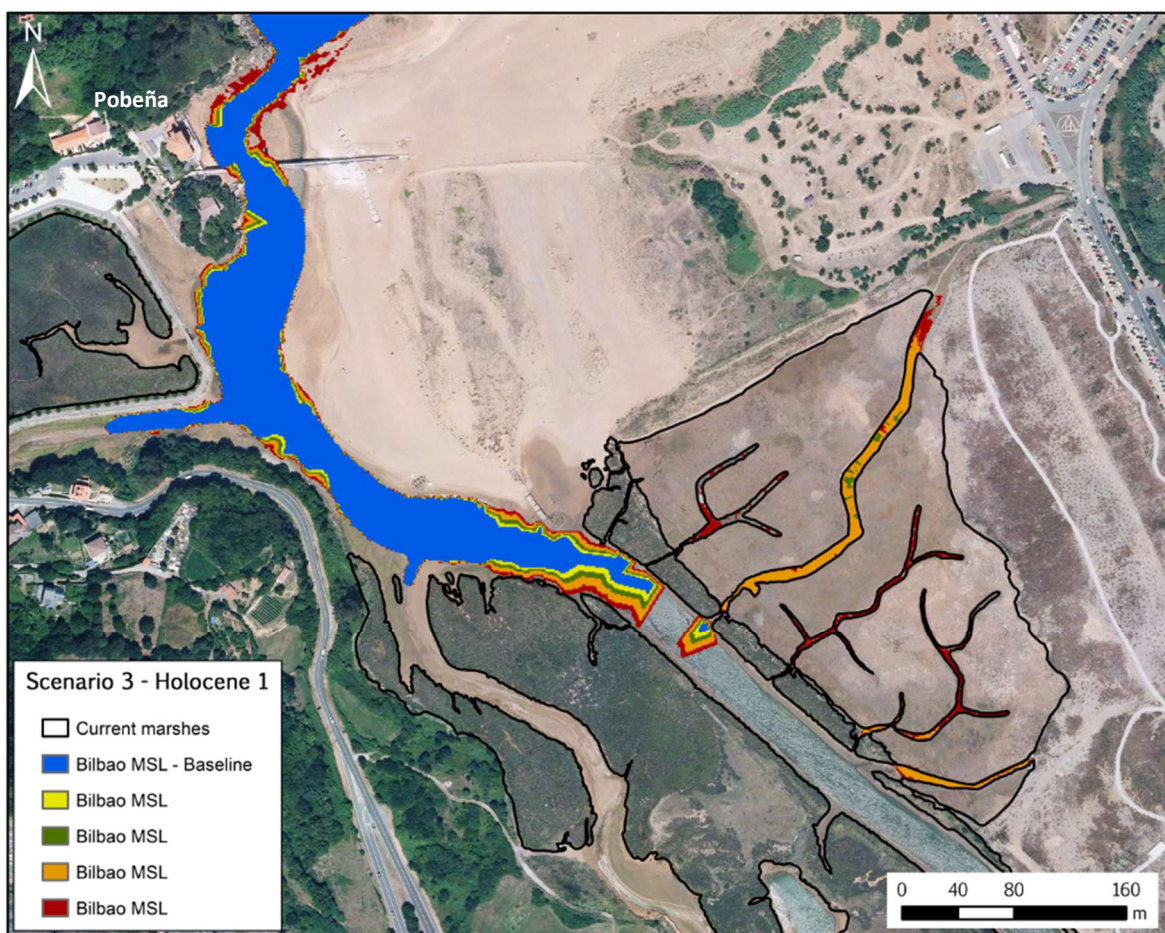 N
Pobeña
Scenario 3 - Holocene 1
Current marshes
Bilbao MSL - Baseline
Bilbao MSL
Bilbao MSL
Bilbao MSL
Bilbao MSL
0 40 80 160
m